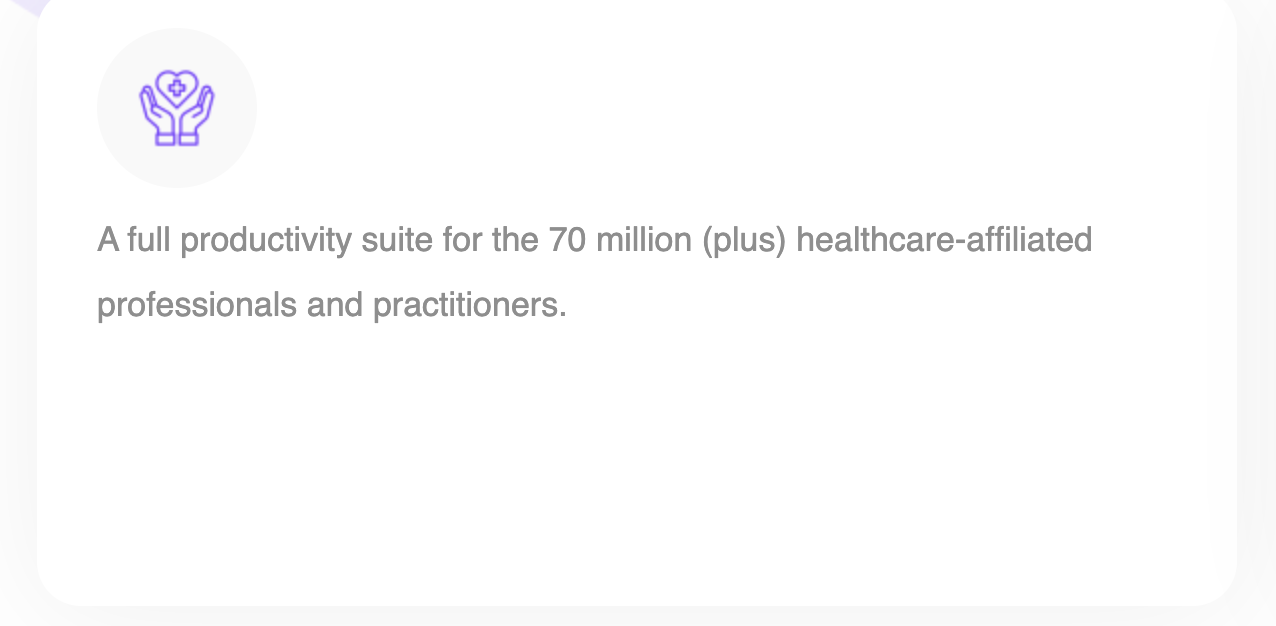 A full productivity suite for the 70 million (plus) healthcare-affiliated
professionals and practitioners.